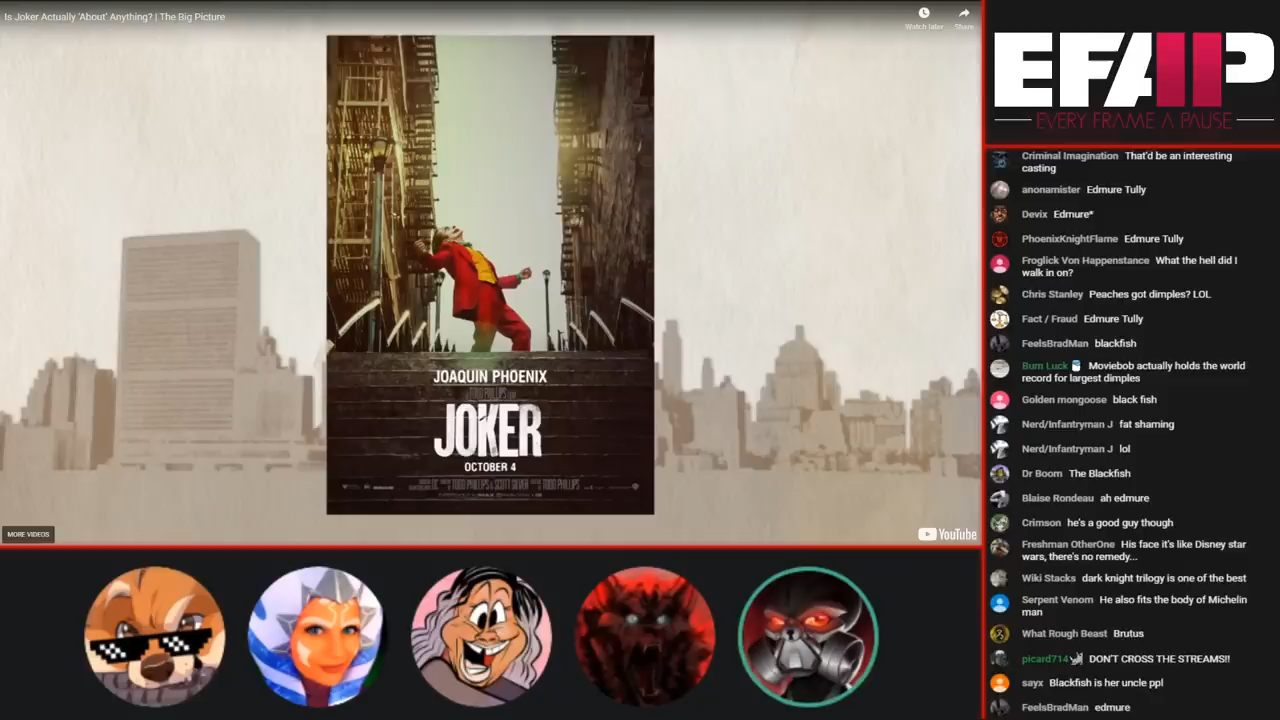 Is Joker Actually 'About' Anything? | The Big Picture
Watch later
Share
JOAQUIN PHOENIX
JOKER
OCTOBER 4
MORE VIDEOS
YouTube
EFAP
EVERY FRAME A PAUSE
Criminal Imagination That'd be an interesting
casting
anonamister Edmure Tully
Devix Edmure*
PhoenixKnightFlame Edmure Tully
Froglick Von Happenstance What the hell did I
walk in on?
Chris Stanley Peaches got dimples? LOL
Fact / Fraud Edmure Tully
FeelsBradMan blackfish
Bum Luck Moviebob actually holds the world
record for largest dimples
Golden mongoose black fish
Nerd/Infantryman J fat shaming
Nerd/Infantryman J lol
Dr Boom The Blackfish
Blaise Rondeau ah edmure
Crimson he's a good guy though
Freshman OtherOne His face it's like Disney star
wars, there's no remedy...
Wiki Stacks dark knight trilogy is one of the best
Serpent Venom He also fits the body of Michelin
man
What Rough Beast Brutus
picard714 DON'T CROSS THE STREAMS!!
sayx Blackfish is her uncle ppl
FeelsBradMan edmure